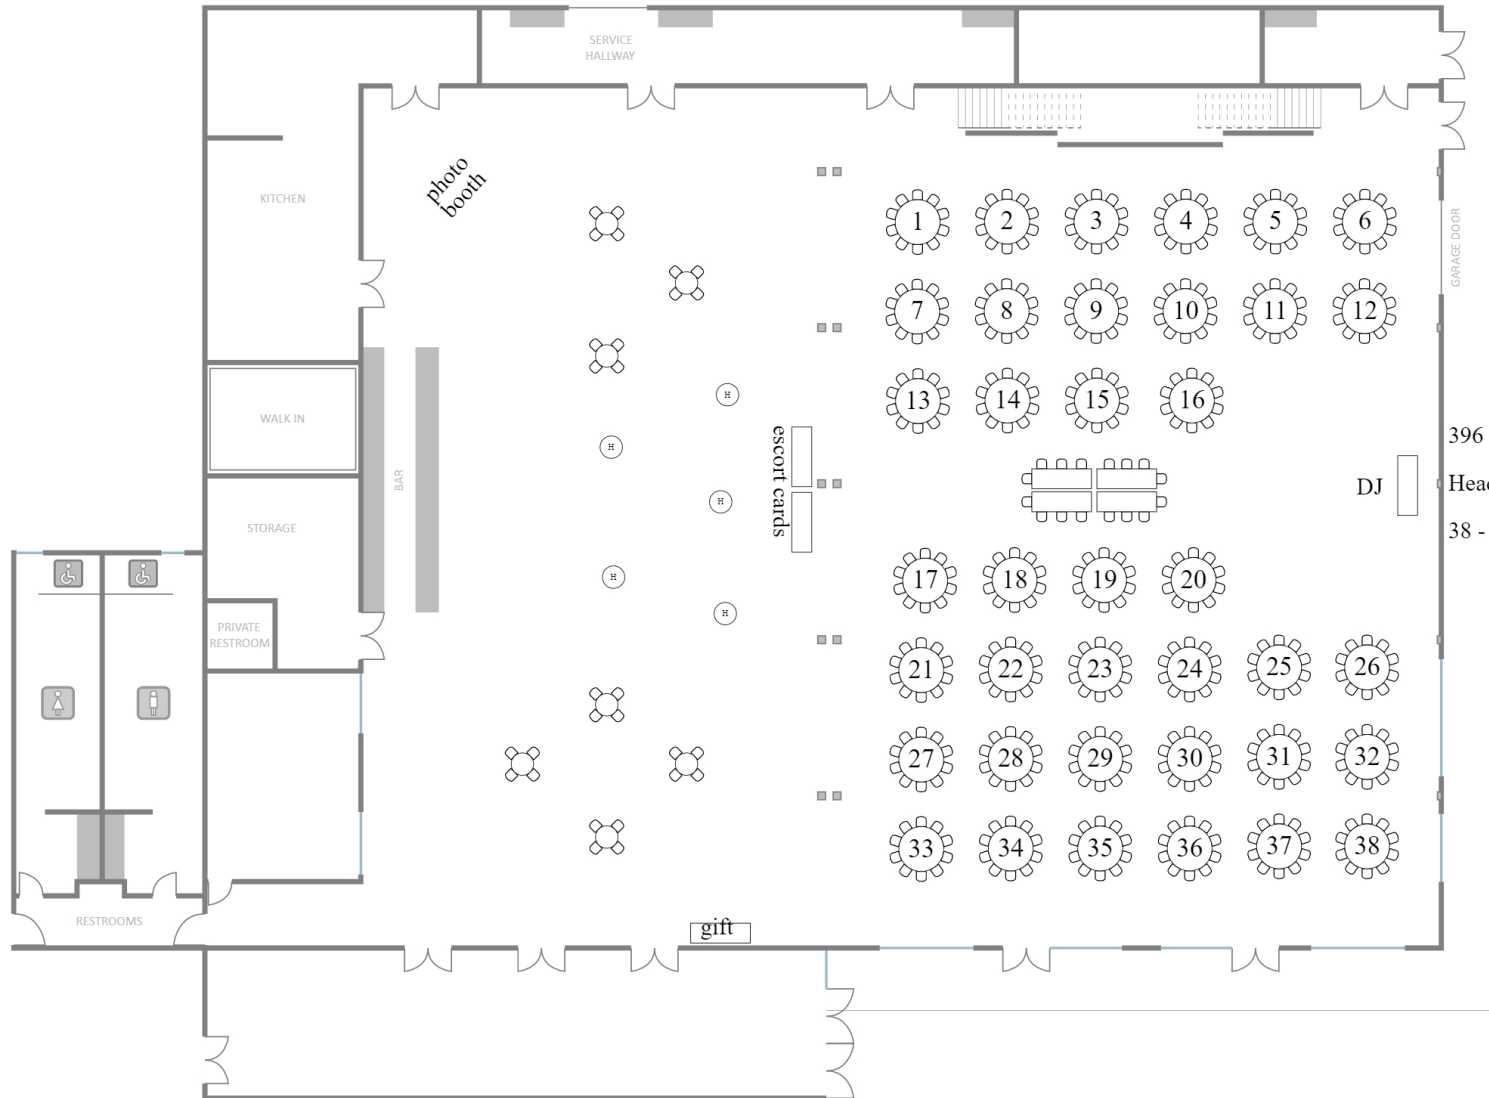 SERVICE
HALLWAY
photo
booth
KITCHEN
1 2 3 4 5 6
GARAGE DOOR
7 8 9 10 11 12
H
13 14 15 16
WALK IN
escort cards
396
H
BAR
DJ
Head
38 -
H
STORAGE
H
17 18 19 20
H
PRIVATE
RESTROOM
21 22 23 24 25 26
27 28 29 30 31 32
33 34 35 36 37 38
RESTROOMS
gift